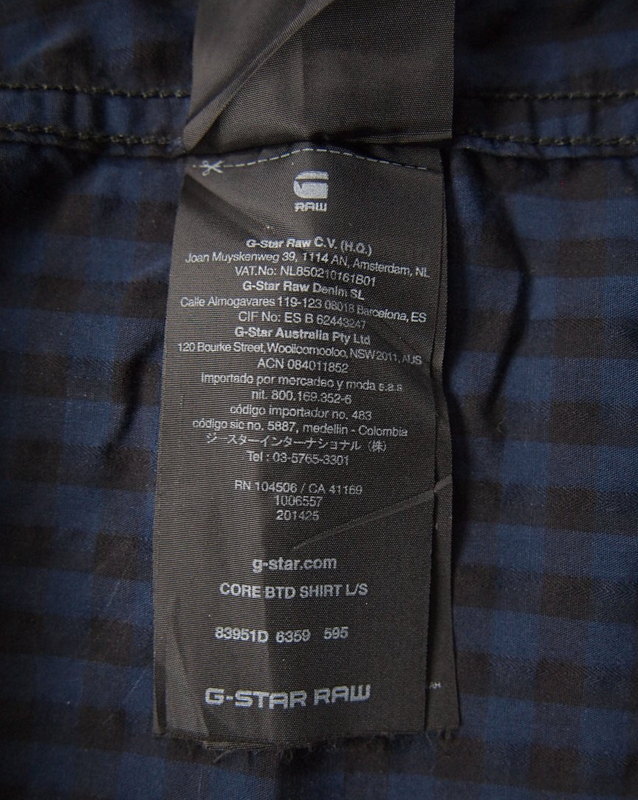 RAW
G-Star Raw C.V. (H.Q.)
Joan Muyskenweg 39, 1114 AN, Amsterdam, NL
VAT.No: NL850210161B01
G-Star Raw Denim SL
Calle Almogavares 119-123 08018 Barcelona, ES
CIF No: ES B 62443247
G-Star Australia Pty Ltd
120 Bourke Street, Woolloomooloo, NSW2011, AUS
ACN 084011852
importado por mercadeo y moda s.a.s.
nit. 800.169.352-6
código importador no. 483
código sic no. 5887, medellin - Colombia
ジースターインターナショナル（株）
Tel : 03-5765-3301
RN 104506 / CA 41169
1006557
201425
g-star.com
CORE BTD SHIRT L/S
83951D 6359 595
G-STAR RAW
AH